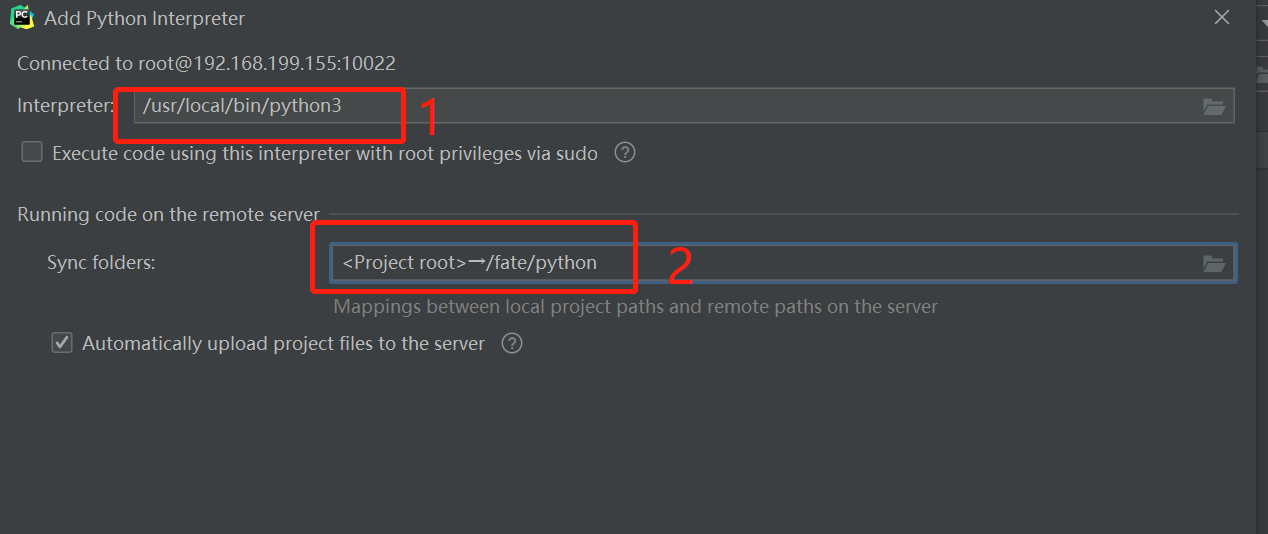 PC
Add Python Interpreter
Connected to root@192.168.199.155:10022
Interpreter: /usr/local/bin/python3 1
Execute code using this interpreter with root privileges via sudo ?
Running code on the remote server
Sync folders: <Project root>→/fate/python 2
Mappings between local project paths and remote paths on the server
Automatically upload project files to the server ?